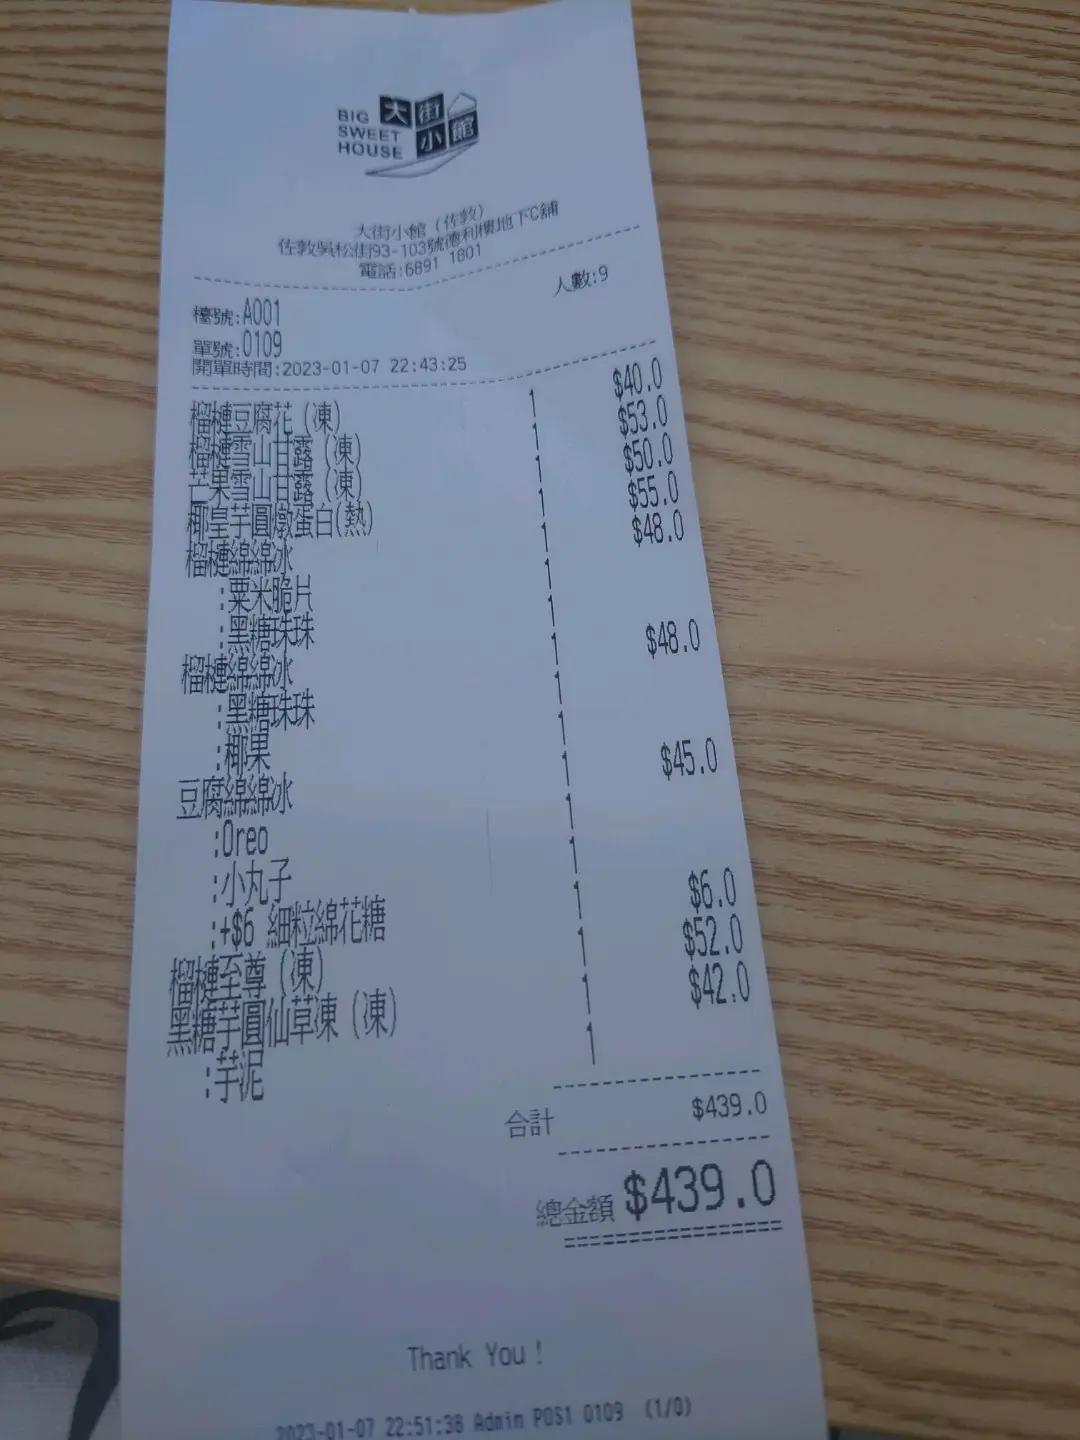 BIG
SWEET
HOUSE
大街
小館
大街小館 (佐敦)
佐敦吳松街93-103號德利樓地下C舖
電話:6891 1801
人數:9
檯號:A001
單號:0109
開單時間:2023-01-07 22:43:25
榴槤豆腐花 (凍) 1 $40.0
榴槤雪山甘露 (凍) 1 $53.0
芒果雪山甘露 (凍) 1 $50.0
椰皇芋圓燉蛋白(熱) 1 $55.0
榴槤綿綿冰 1 $48.0
:粟米脆片 1
:黑糖珠珠 1
榴槤綿綿冰 1 $48.0
:黑糖珠珠 1
:椰果 1
豆腐綿綿冰 1 $45.0
:Oreo 1
:小丸子 1
:+$6 細粒綿花糖 1 $6.0
榴槤至尊 (凍) 1 $52.0
黑糖芋圓仙草凍 (凍) 1 $42.0
:芋泥 1
合計 $439.0
總金額 $439.0
Thank You !
2023-01-07 22:51:38 Admin POS1 0109 (1/0)